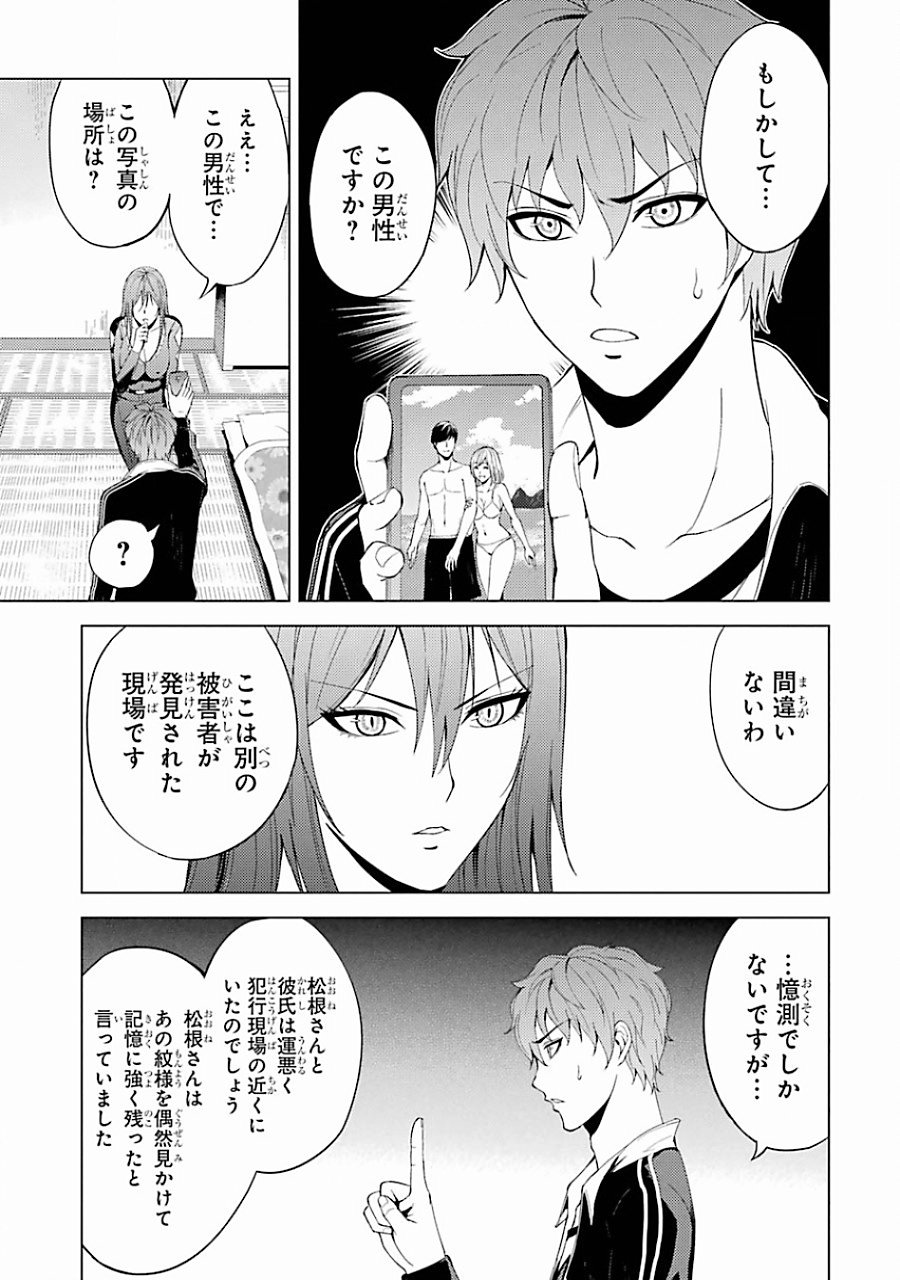 もしかして…
この男性
ですか？
ええ…
この男性で…
この写真の
場所は？
？
間違い
ないわ
ここは別の
被害者が
発見された
現場です
…憶測でしか
ないですが…
松根さんと
彼氏は運悪く
犯行現場の近くに
いたのでしょう
松根さんは
あの紋様を偶然見かけて
記憶に強く残ったと
言っていました